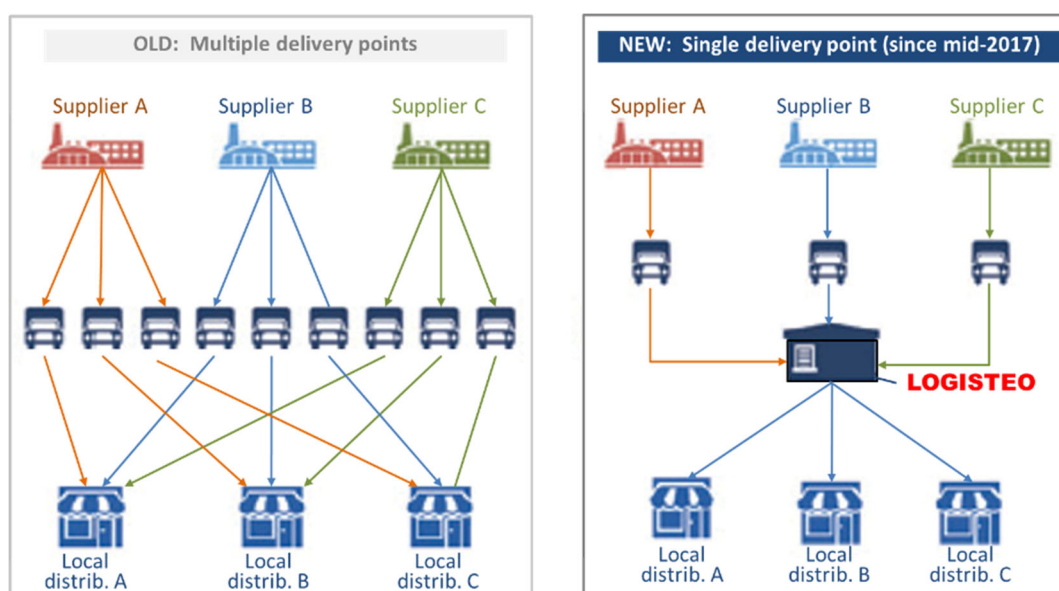 OLD: Multiple delivery points
Supplier A
Supplier B
Supplier C
Local
distrib. A
Local
distrib. B
Local
distrib. C
NEW: Single delivery point (since mid-2017)
Supplier A
Supplier B
Supplier C
LOGISTEO
Local
distrib. A
Local
distrib. B
Local
distrib. C